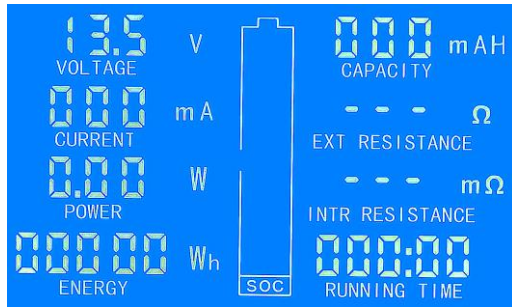 13.5 V
VOLTAGE
000 mA
CURRENT
0.00 W
POWER
00000 Wh
ENERGY
SOC
000 mAH
CAPACITY
--- Ω
EXT RESISTANCE
--- mΩ
INTR RESISTANCE
000:00
RUNNING TIME